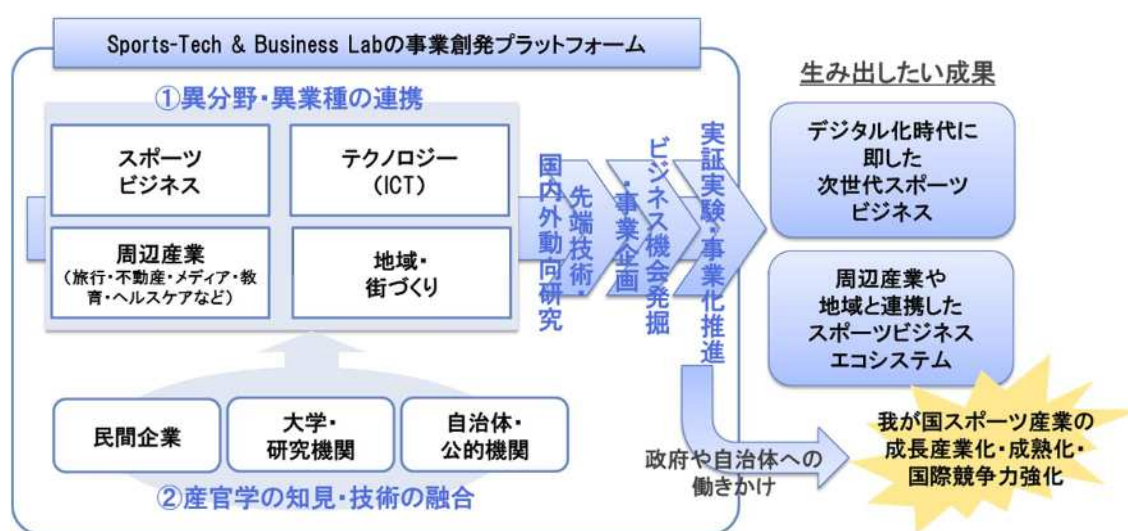 Sports-Tech & Business Labの事業創発プラットフォーム
①異分野・異業種の連携
スポーツ
ビジネス
テクノロジー
(ICT)
周辺産業
(旅行・不動産・メディア・教
育・ヘルスケアなど)
地域・
街づくり
先端技術・
国内外動向研究
ビジネス機会発掘
・事業企画
実証実験・事業化推進
民間企業
大学・
研究機関
自治体・
公的機関
②産官学の知見・技術の融合
生み出したい成果
デジタル化時代に
即した
次世代スポーツ
ビジネス
周辺産業や
地域と連携した
スポーツビジネス
エコシステム
政府や自治体への
働きかけ
我が国スポーツ産業の
成長産業化・成熟化・
国際競争力強化